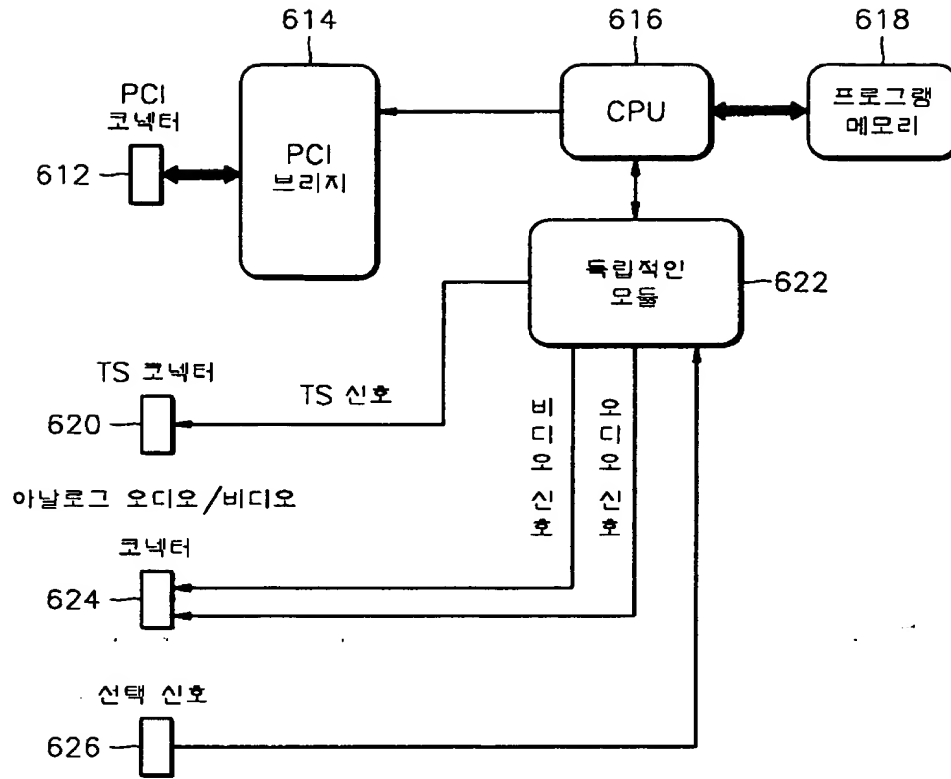 614
616
618
PCI
코넥터
612
PCI
브리지
CPU
프로그램
메모리
독립적인
모듈
622
TS 코넥터
620
TS 신호
비디오 신호
오디오 신호
아날로그 오디오/비디오
코넥터
624
선택 신호
626